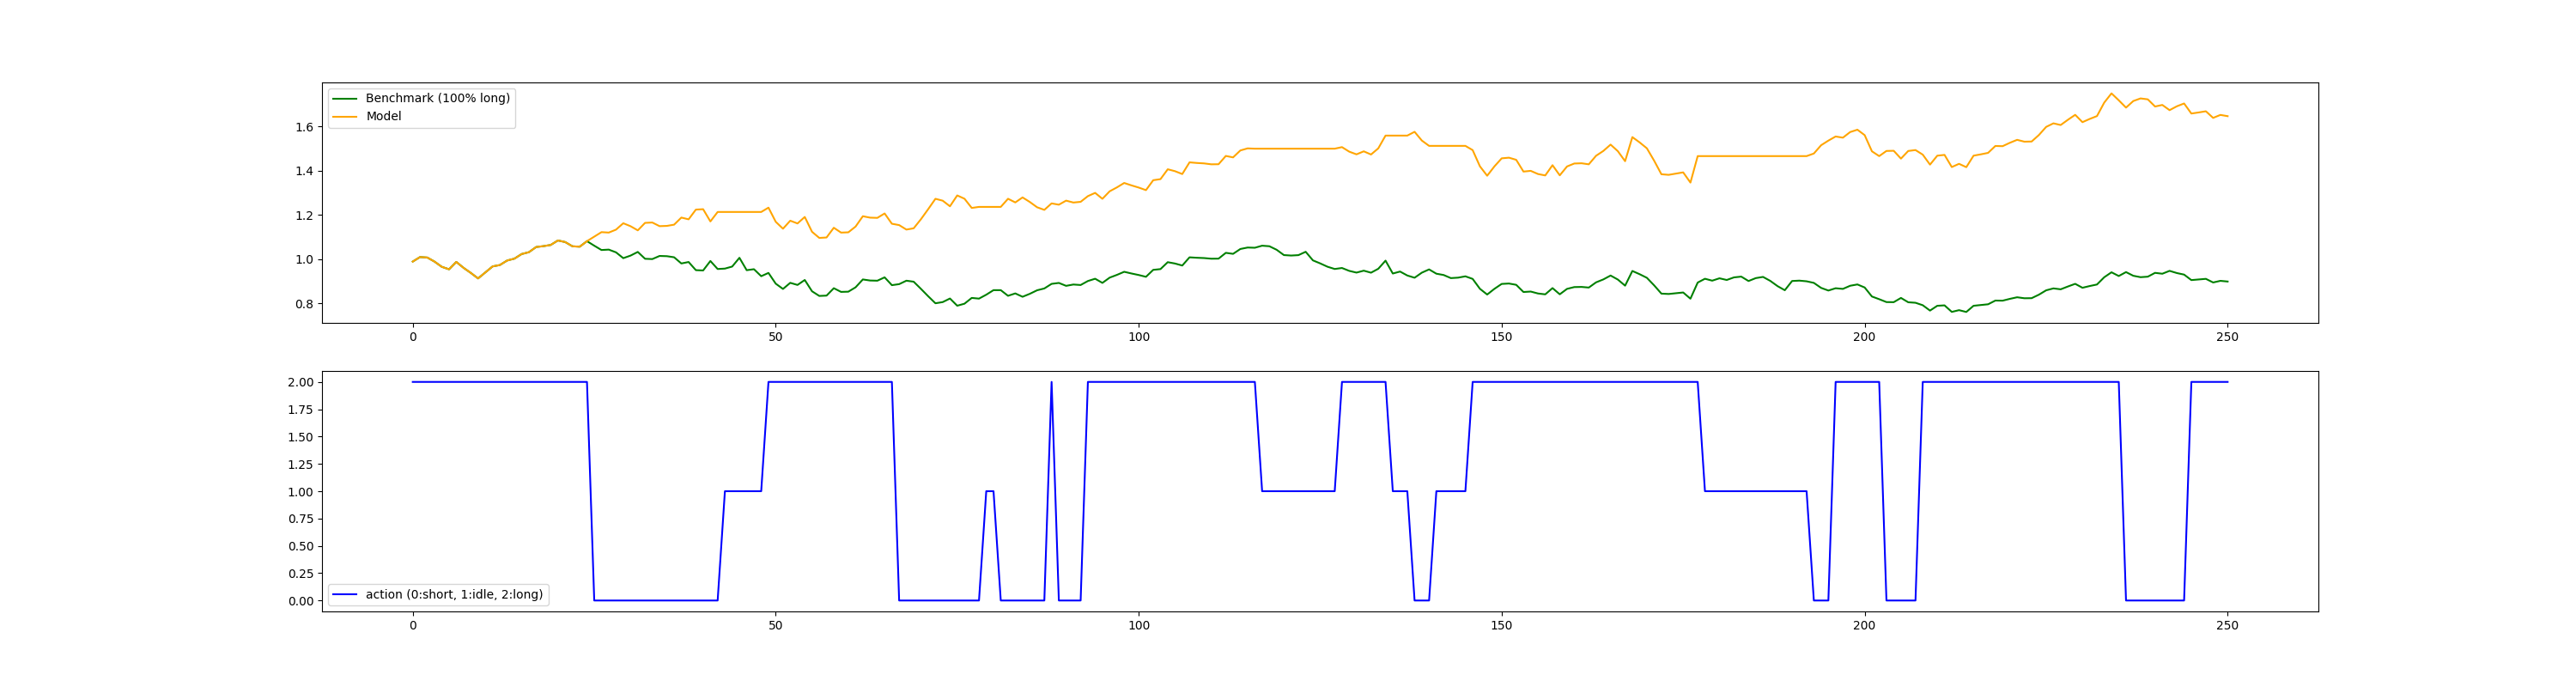 Benchmark (100% long)
Model
1.6
1.4
1.2
1.0
0.8
0 50 100 150 200 250
2.00
1.75
1.50
1.25
1.00
0.75
0.50
0.25
0.00
action (0:short, 1:idle, 2:long)
0 50 100 150 200 250